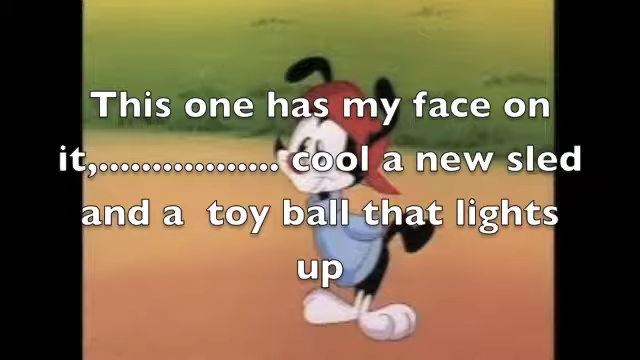 This one has my face on
it,................. cool a new sled
and a  toy ball that lights
up